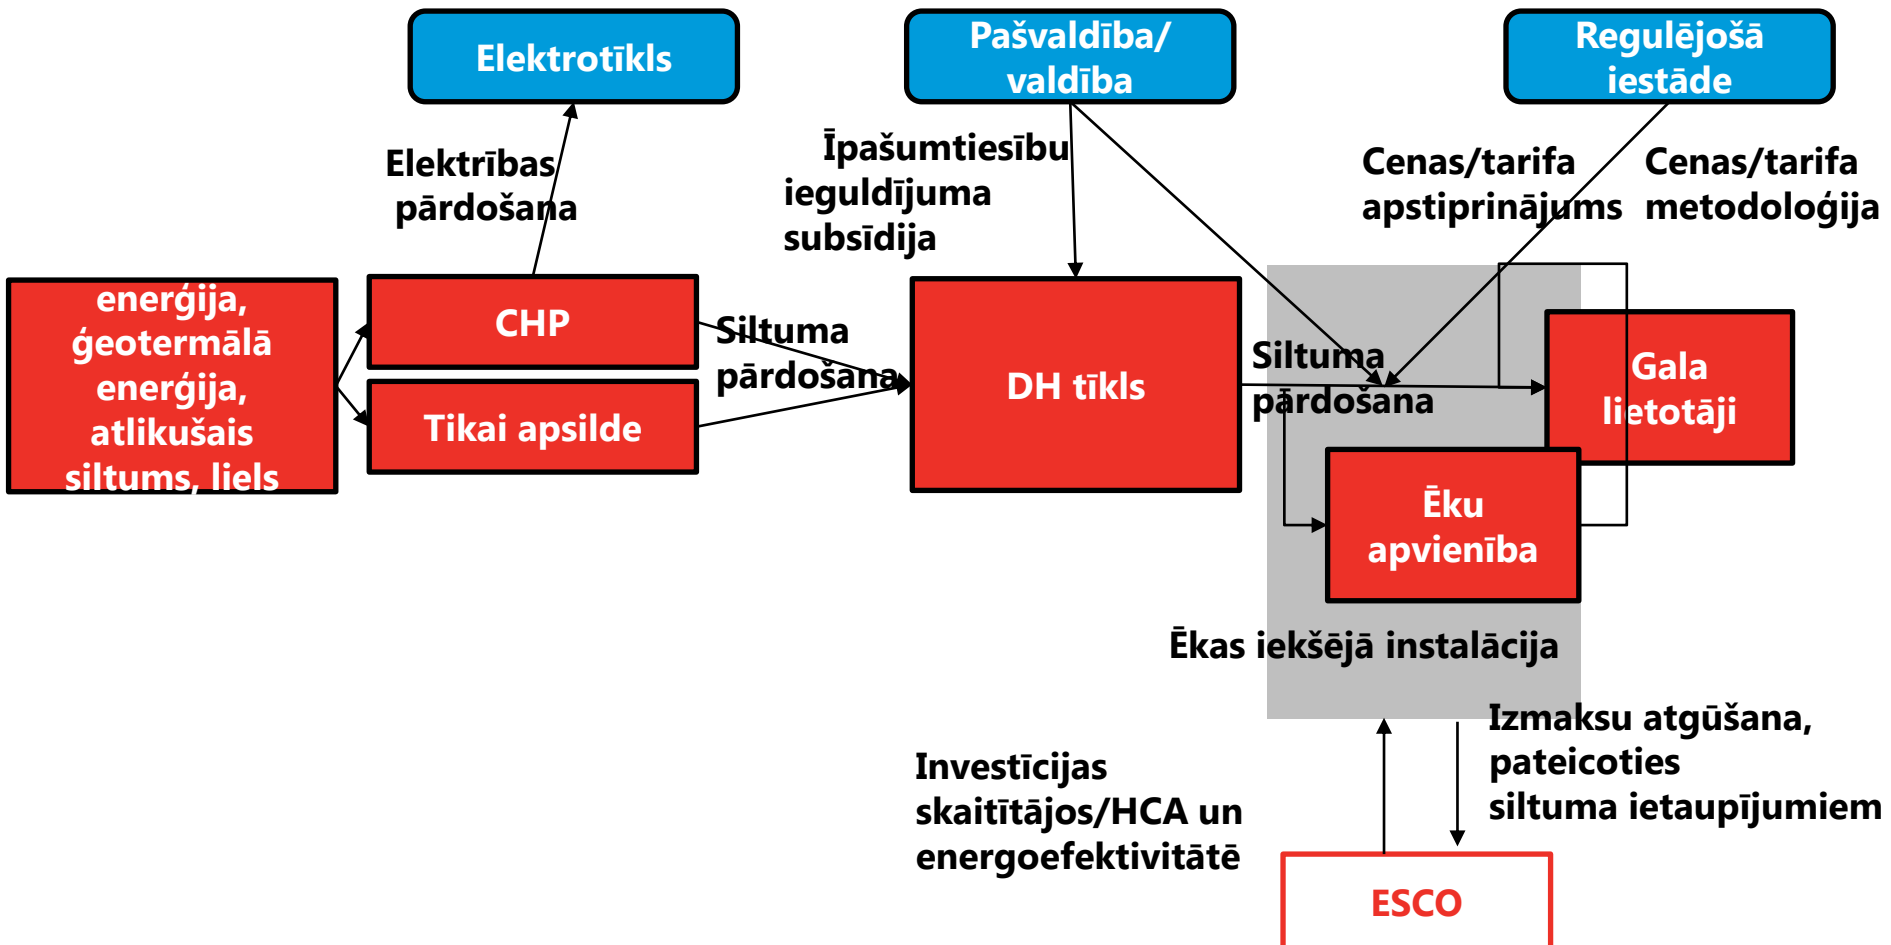 Elektrotīkls
Pašvaldība/
valdība
Regulējošā
iestāde
Elektrības
pārdošana
Īpašumtiesību
ieguldījuma
subsīdija
Cenas/tarifa
apstiprinājums
Cenas/tarifa
metodoloģija
enerģija,
ģeotermālā
enerģija,
atlikušais
siltums, liels
CHP
Tikai apsilde
Siltuma
pārdošana
DH tīkls
Siltuma
pārdošana
Gala
lietotāji
Ēku
apvienība
Ēkas iekšējā instalācija
Investīcijas
skaitītājos/HCA un
energoefektivitātē
Izmaksu atgūšana,
pateicoties
siltuma ietaupījumiem
ESCO